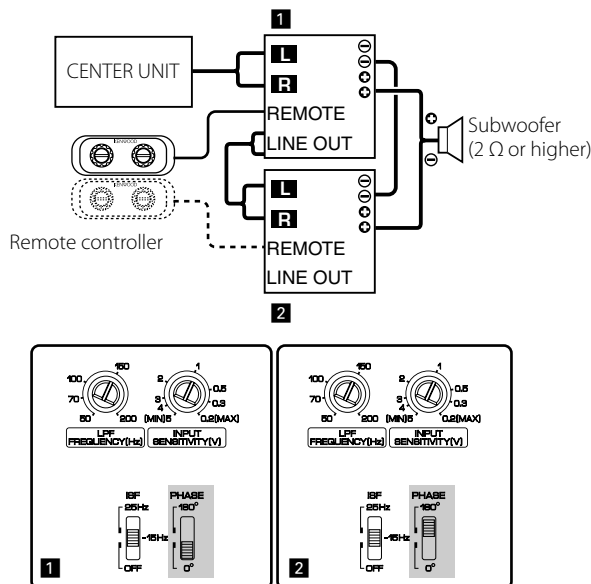 1
CENTER UNIT
L
R
REMOTE
LINE OUT
⊖
⊖
⊕
⊕
⊕
⊖
Subwoofer
(2 Ω or higher)
KENWOOD
KENWOOD
Remote controller
L
R
REMOTE
LINE OUT
⊖
⊖
⊕
⊕
2
150
100
70
50
200
LPF
FREQUENCY(Hz)
1
2
3
4
(MIN)5
0.5
0.3
0.2(MAX)
INPUT
SENSITIVITY(V)
ISF
25Hz
15Hz
OFF
PHASE
180°
0°
1
150
100
70
50
200
LPF
FREQUENCY(Hz)
1
2
3
4
(MIN)5
0.5
0.3
0.2(MAX)
INPUT
SENSITIVITY(V)
ISF
25Hz
15Hz
OFF
PHASE
180°
0°
2